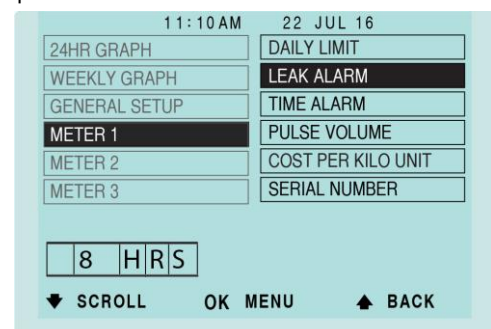 11:10AM 22 JUL 16
24HR GRAPH
WEEKLY GRAPH
GENERAL SETUP
METER 1
METER 2
METER 3
DAILY LIMIT
LEAK ALARM
TIME ALARM
PULSE VOLUME
COST PER KILO UNIT
SERIAL NUMBER
8 HRS
SCROLL OK MENU BACK